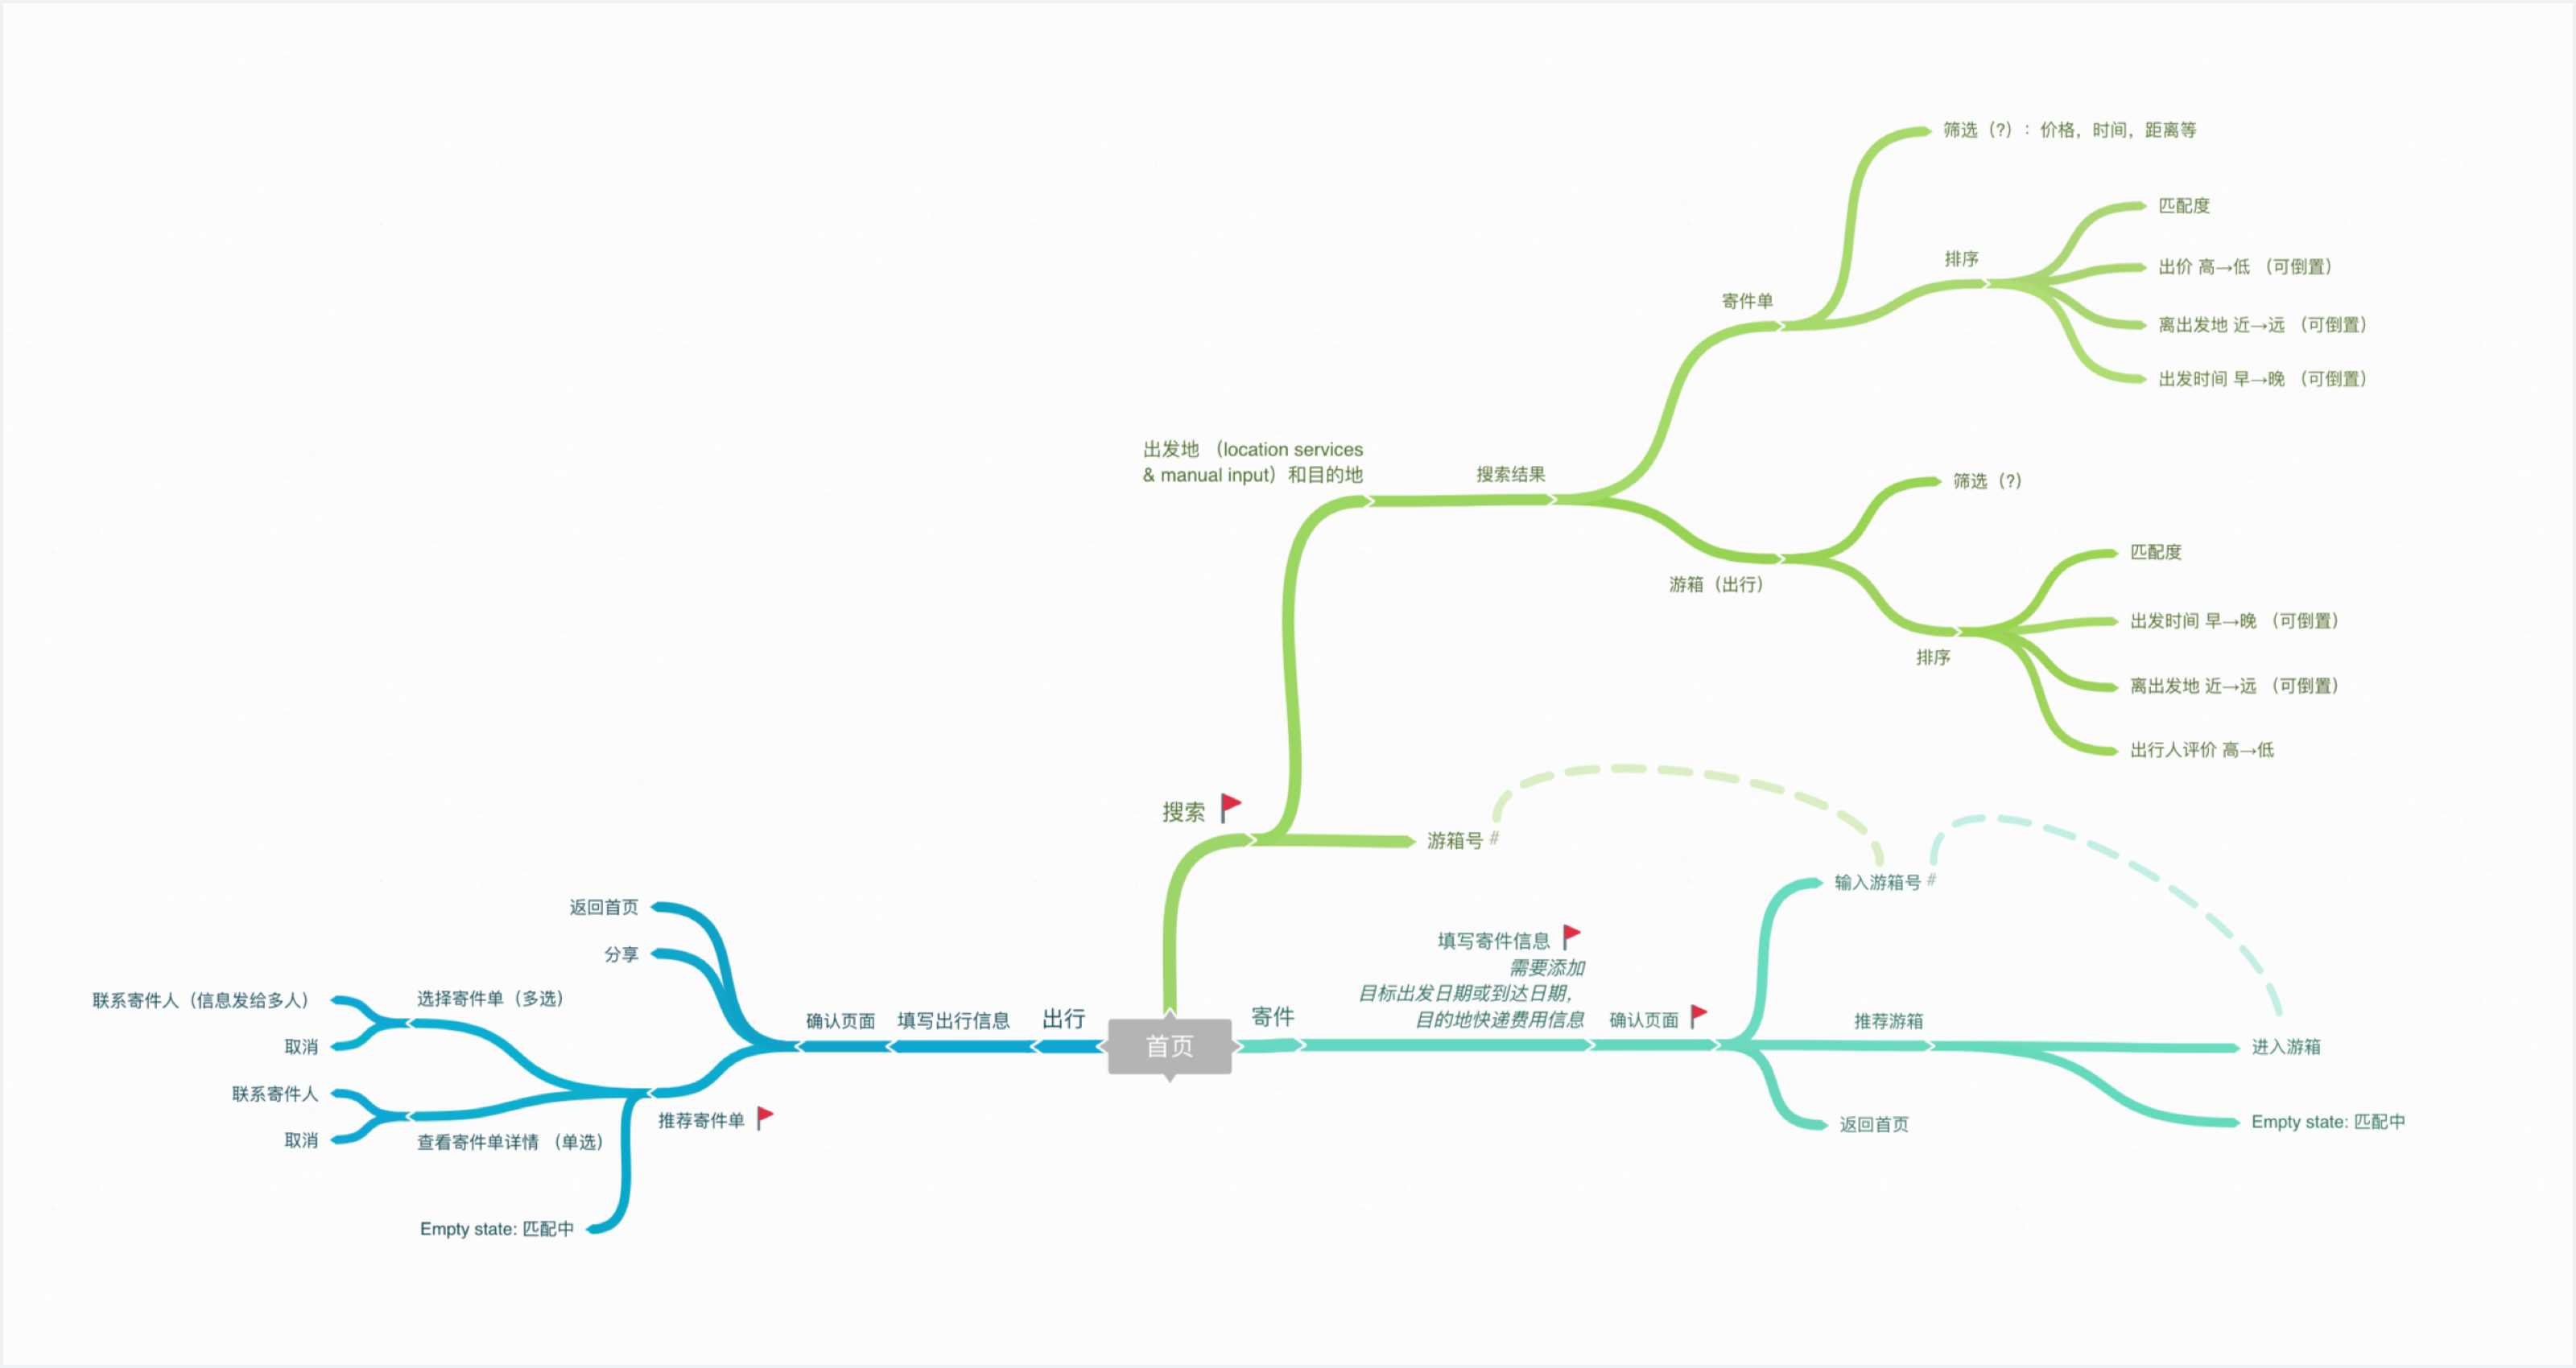 筛选（?）：价格，时间，距离等
匹配度
排序
出价 高→低 （可倒置）
寄件单
离出发地 近→远 （可倒置）
出发时间 早→晚 （可倒置）
出发地 （location services
& manual input）和目的地
搜索结果
筛选（?）
匹配度
游箱（出行）
出发时间 早→晚 （可倒置）
排序
离出发地 近→远 （可倒置）
出行人评价 高→低
搜索
游箱号 #
输入游箱号 #
返回首页
分享
填写寄件信息
需要添加
目标出发日期或到达日期，
目的地快递费用信息
联系寄件人（信息发给多人）
选择寄件单（多选）
确认页面
填写出行信息
出行
首页
寄件
确认页面
推荐游箱
进入游箱
取消
联系寄件人
取消
查看寄件单详情 （单选）
推荐寄件单
返回首页
Empty state: 匹配中
Empty state: 匹配中